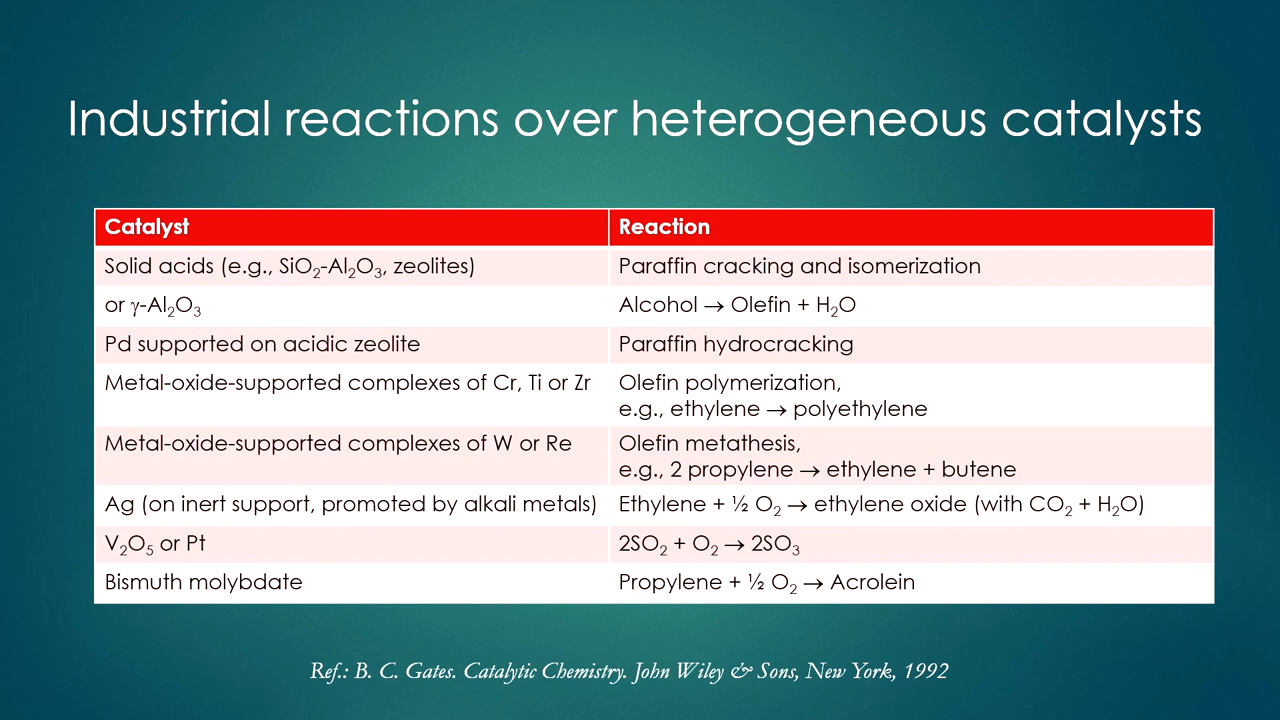 Industrial reactions over heterogeneous catalysts
Catalyst
Reaction
Solid acids (e.g., SiO₂-Al₂O₃, zeolites)
Paraffin cracking and isomerization
or γ-Al₂O₃
Alcohol → Olefin + H₂O
Pd supported on acidic zeolite
Paraffin hydrocracking
Metal-oxide-supported complexes of Cr, Ti or Zr
Olefin polymerization,
e.g., ethylene → polyethylene
Metal-oxide-supported complexes of W or Re
Olefin metathesis,
e.g., 2 propylene → ethylene + butene
Ag (on inert support, promoted by alkali metals)
Ethylene + ½ O₂ → ethylene oxide (with CO₂ + H₂O)
V₂O₅ or Pt
2SO₂ + O₂ → 2SO₃
Bismuth molybdate
Propylene + ½ O₂ → Acrolein
Ref.: B. C. Gates. Catalytic Chemistry. John Wiley & Sons, New York, 1992